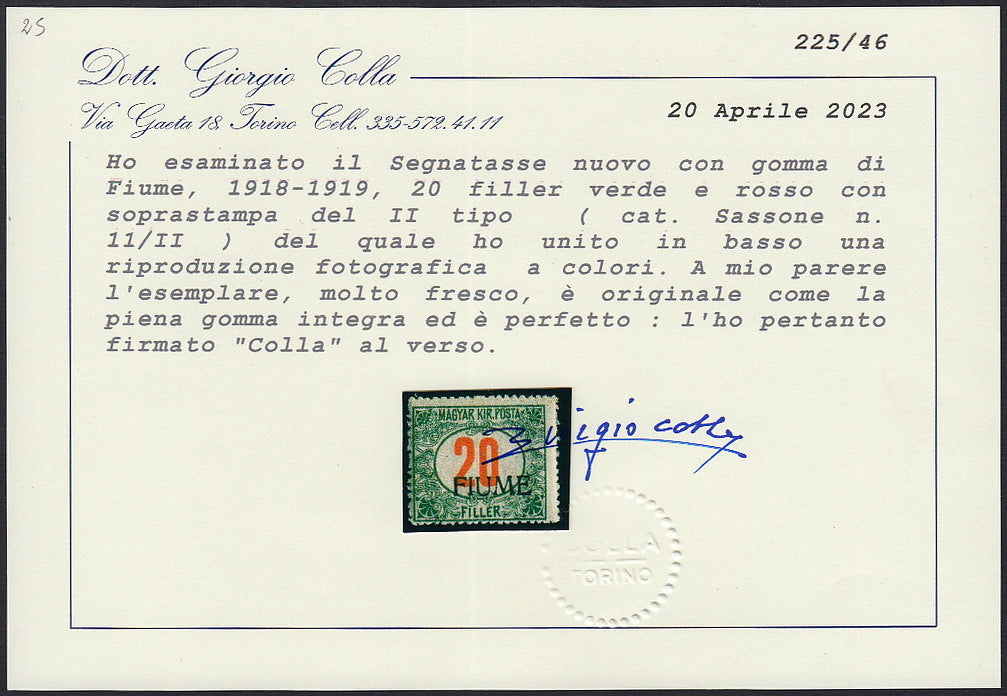 25
225/46
Dott. Giorgio Colla
Via Gaeta 18 Torino Cell. 335-572.41.11
20 Aprile 2023
Ho esaminato il Segnatasse nuovo con gomma di
Fiume, 1918-1919, 20 filler verde e rosso con
soprastampa del II tipo ( cat. Sassone n.
11/II ) del quale ho unito in basso una
riproduzione fotografica a colori. A mio parere
l'esemplare, molto fresco, è originale come la
piena gomma integra ed è perfetto : l'ho pertanto
firmato "Colla" al verso.
MAGYAR KIR. POSTA
20
FIUME
FILLER
Giorgio Colla
COLLA
TORINO